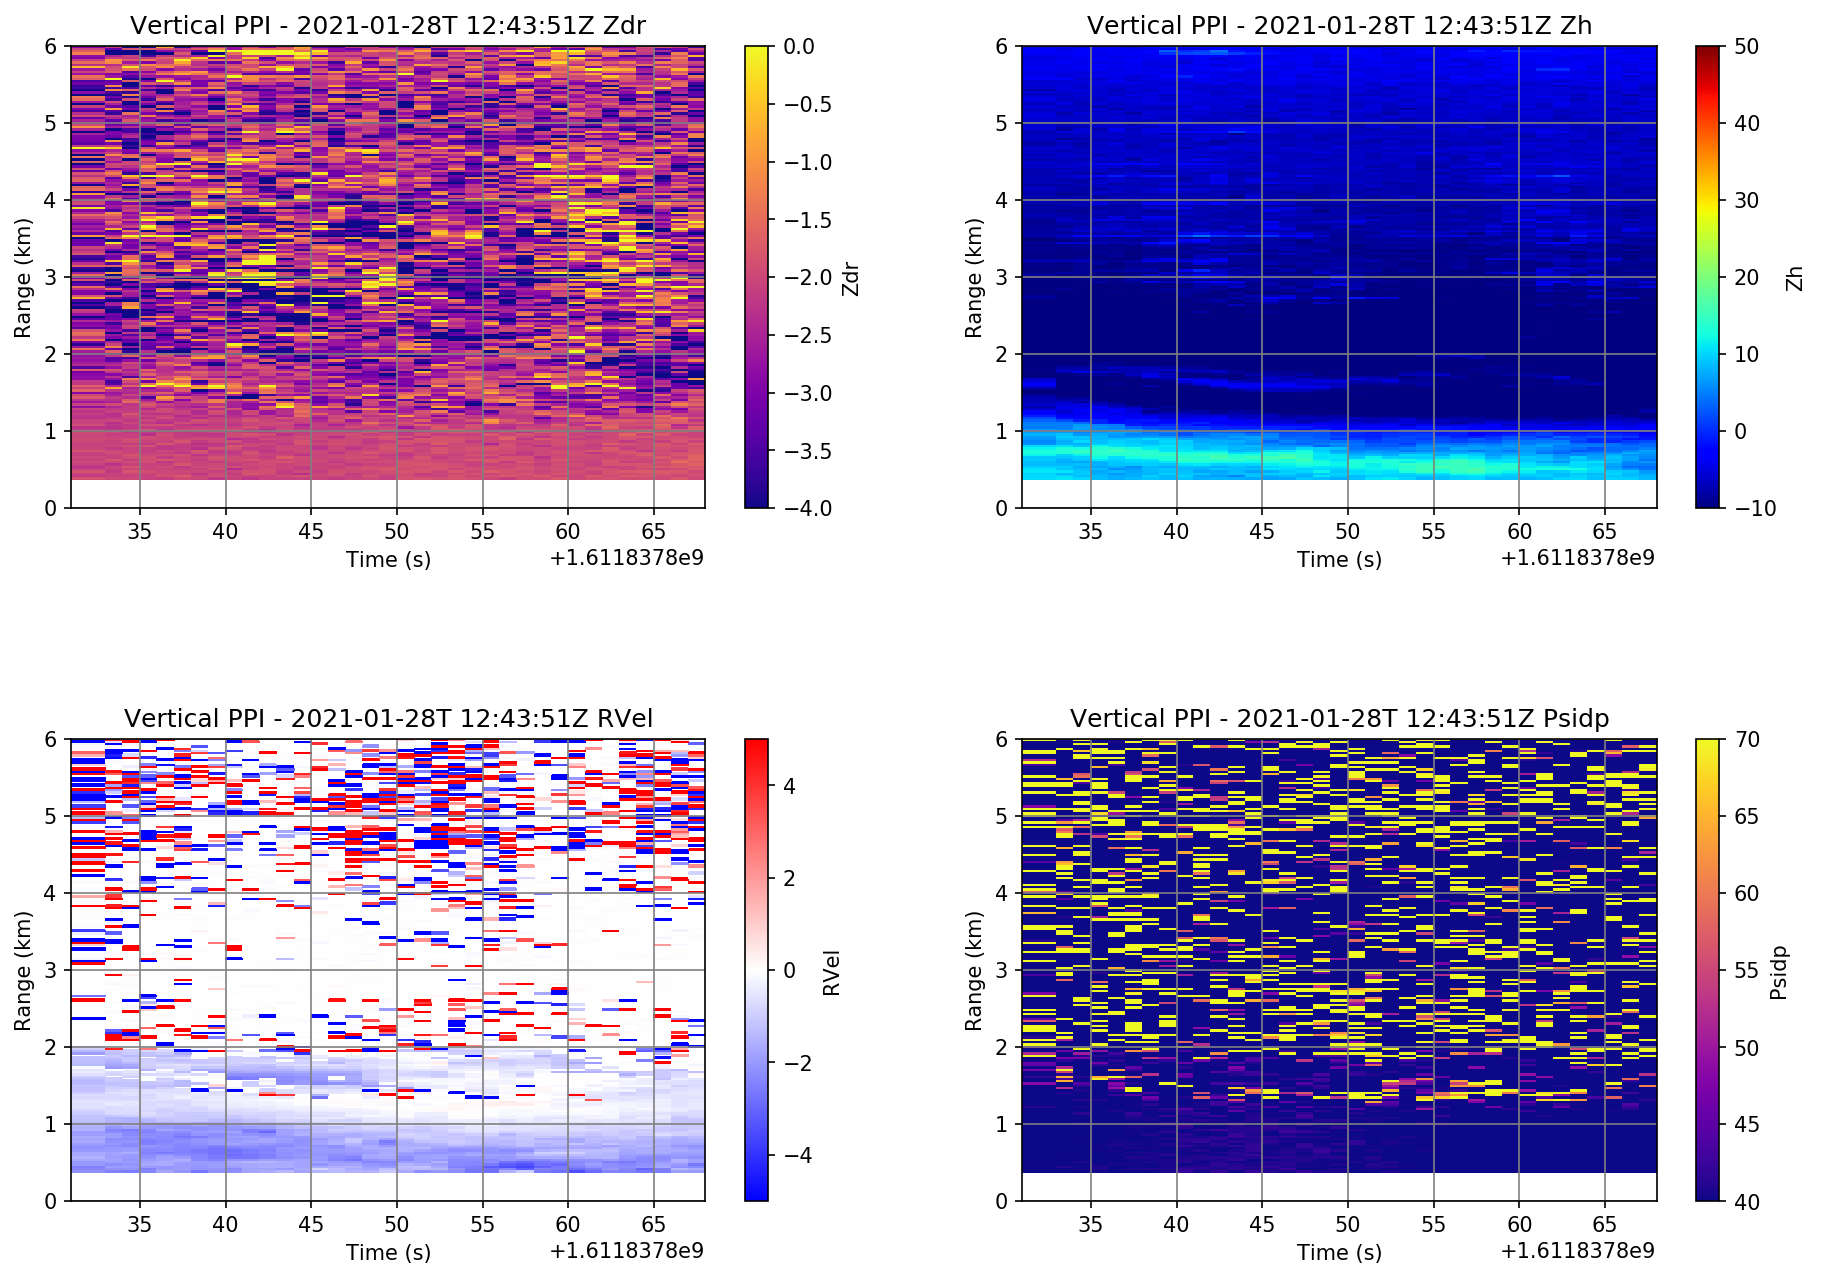 Vertical PPI - 2021-01-28T 12:43:51Z Zdr
6
5
4
3
2
1
0
Range (km)
35 40 45 50 55 60 65
Time (s)
+1.6118378e9
0.0
−0.5
−1.0
−1.5
−2.0
−2.5
−3.0
−3.5
−4.0
Zdr
Vertical PPI - 2021-01-28T 12:43:51Z Zh
6
5
4
3
2
1
0
Range (km)
35 40 45 50 55 60 65
Time (s)
+1.6118378e9
50
40
30
20
10
0
−10
Zh
Vertical PPI - 2021-01-28T 12:43:51Z RVel
6
5
4
3
2
1
0
Range (km)
35 40 45 50 55 60 65
Time (s)
+1.6118378e9
4
2
0
−2
−4
RVel
Vertical PPI - 2021-01-28T 12:43:51Z Psidp
6
5
4
3
2
1
0
Range (km)
35 40 45 50 55 60 65
Time (s)
+1.6118378e9
70
65
60
55
50
45
40
Psidp